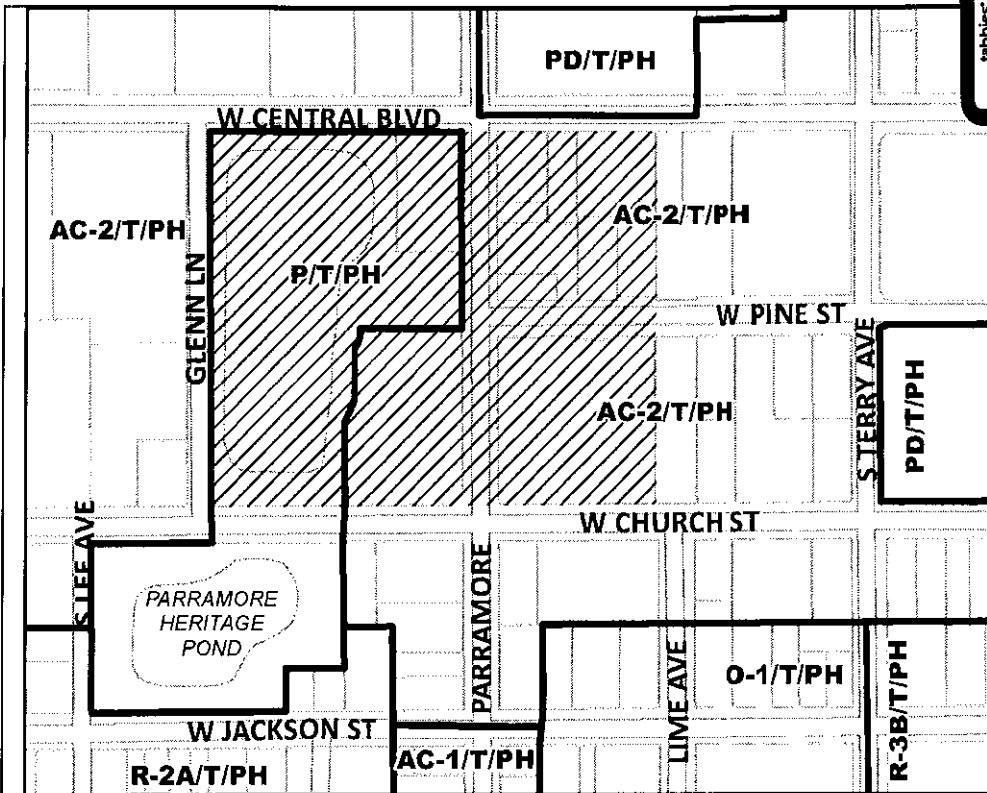 tabbies
PD/T/PH
W CENTRAL BLVD
AC-2/T/PH
AC-2/T/PH
P/T/PH
GLENN LN
W PINE ST
S TERRY AVE
PD/T/PH
AC-2/T/PH
W CHURCH ST
S LEE AVE
PARRAMORE
HERITAGE
POND
PARRAMORE
LIME AVE
O-1/T/PH
R-3B/T/PH
W JACKSON ST
AC-1/T/PH
R-2A/T/PH